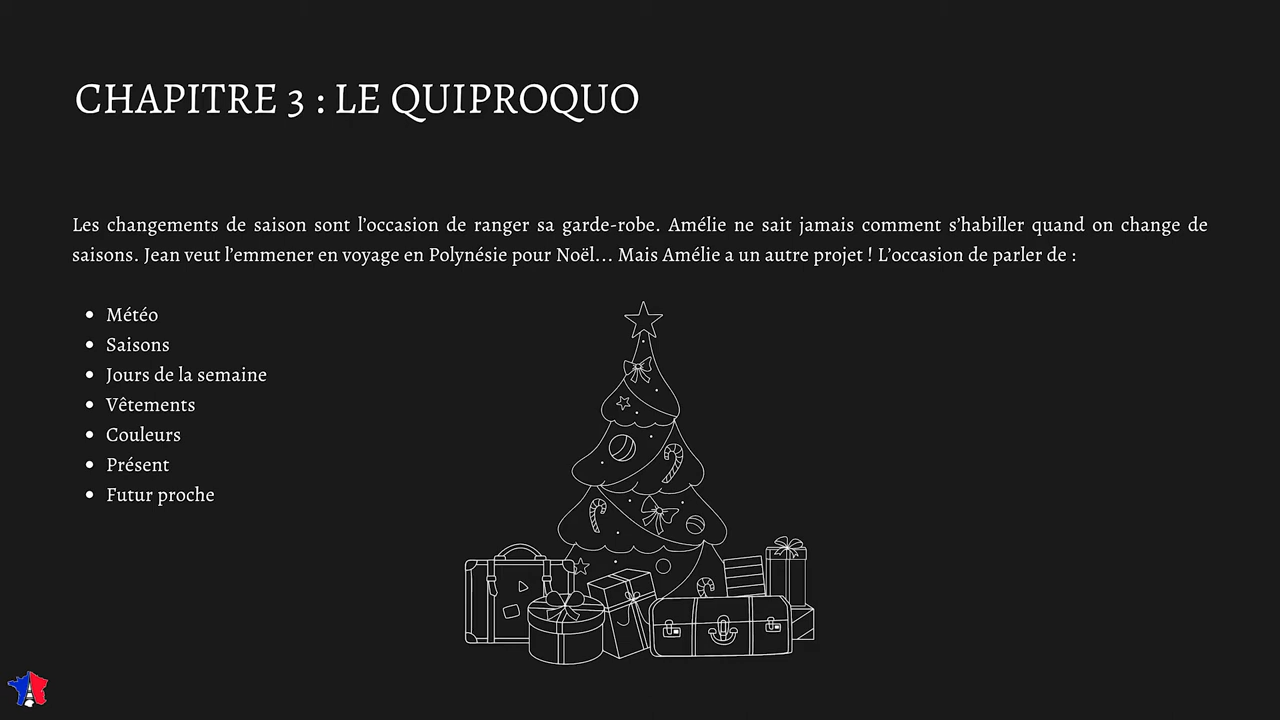 CHAPITRE 3 : LE QUIPROQUO
Les changements de saison sont l'occasion de ranger sa garde-robe. Amélie ne sait jamais comment s'habiller quand on change de
saisons. Jean veut l'emmener en voyage en Polynésie pour Noël... Mais Amélie a un autre projet ! L'occasion de parler de :
• Météo
• Saisons
• Jours de la semaine
• Vêtements
• Couleurs
• Présent
• Futur proche